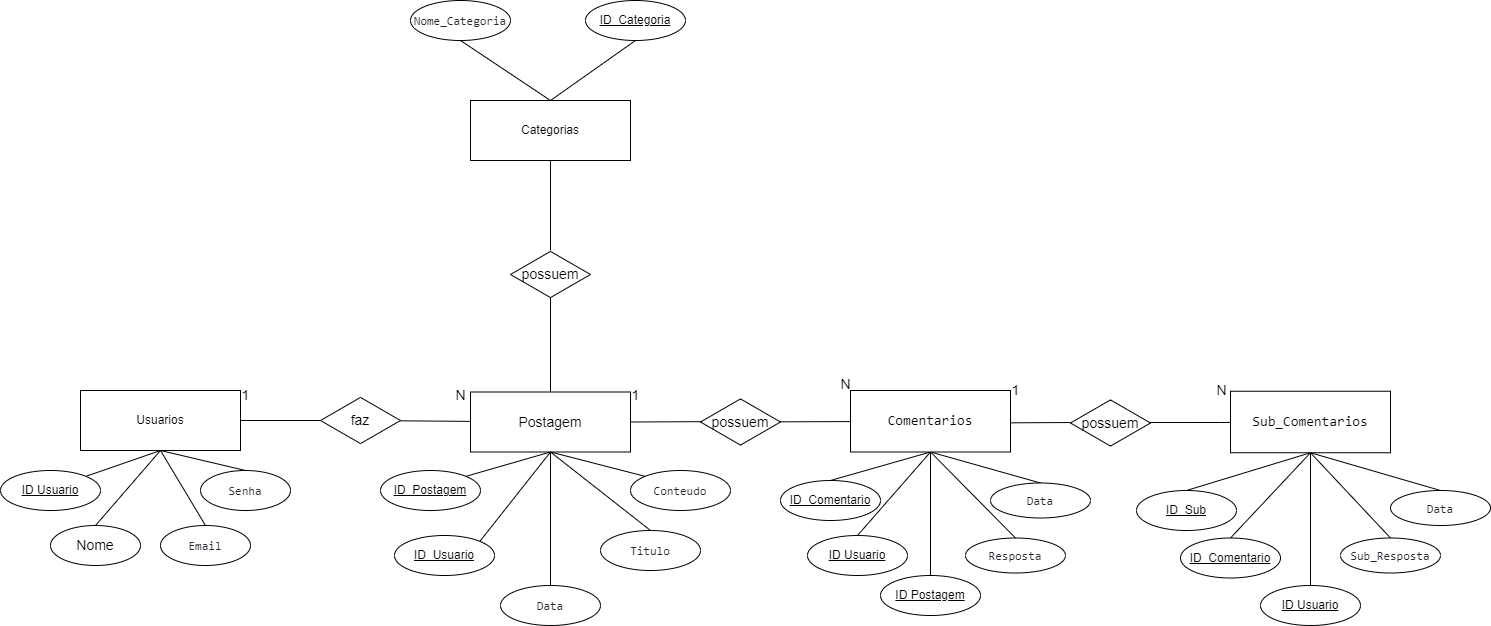 Nome_Categoria
ID_Categoria
Categorias
possuem
Usuarios
1
faz
N
Postagem
1
possuem
N
Comentarios
1
possuem
N
Sub_Comentarios
ID Usuario
Nome
Email
Senha
ID_Postagem
ID_Usuario
Data
Titulo
Conteudo
ID_Comentario
ID Usuario
ID Postagem
Resposta
Data
ID_Sub
ID_Comentario
ID Usuario
Sub_Resposta
Data